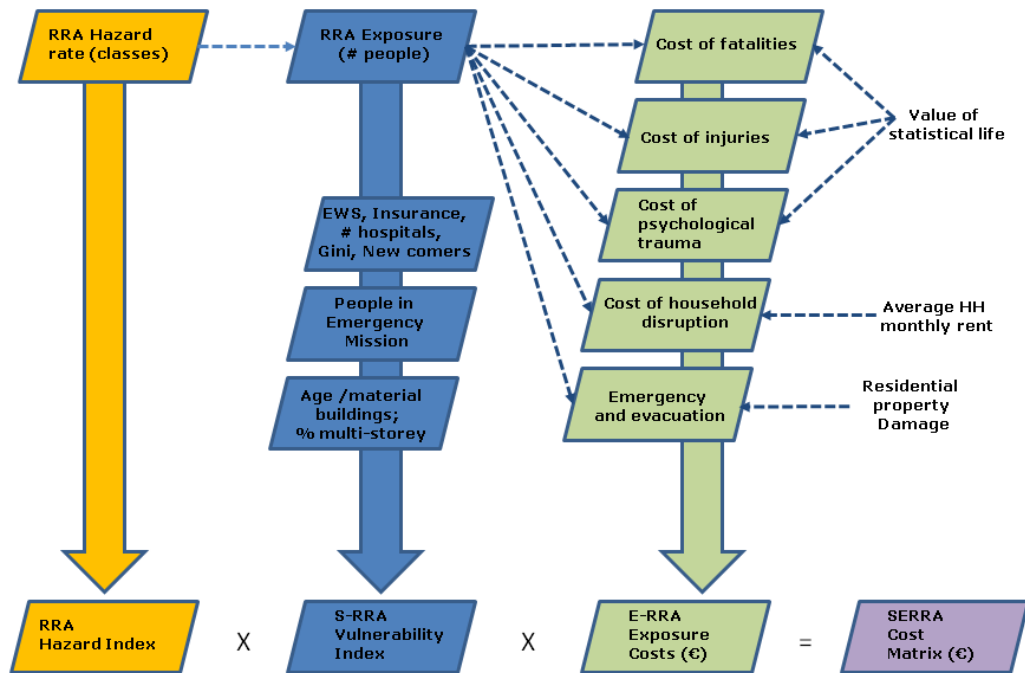 RRA Hazard
rate (classes)
RRA Exposure
(# people)
Cost of fatalities
Value of
statistical life
Cost of injuries
EWS, Insurance,
# hospitals,
Gini, New comers
Cost of
psychological
trauma
People in
Emergency
Mission
Cost of household
disruption
Average HH
monthly rent
Age /material
buildings;
% multi-storey
Emergency
and evacuation
Residential
property
Damage
RRA
Hazard Index
X
S-RRA
Vulnerability
Index
X
E-RRA
Exposure
Costs (€)
=
SERRA
Cost
Matrix (€)